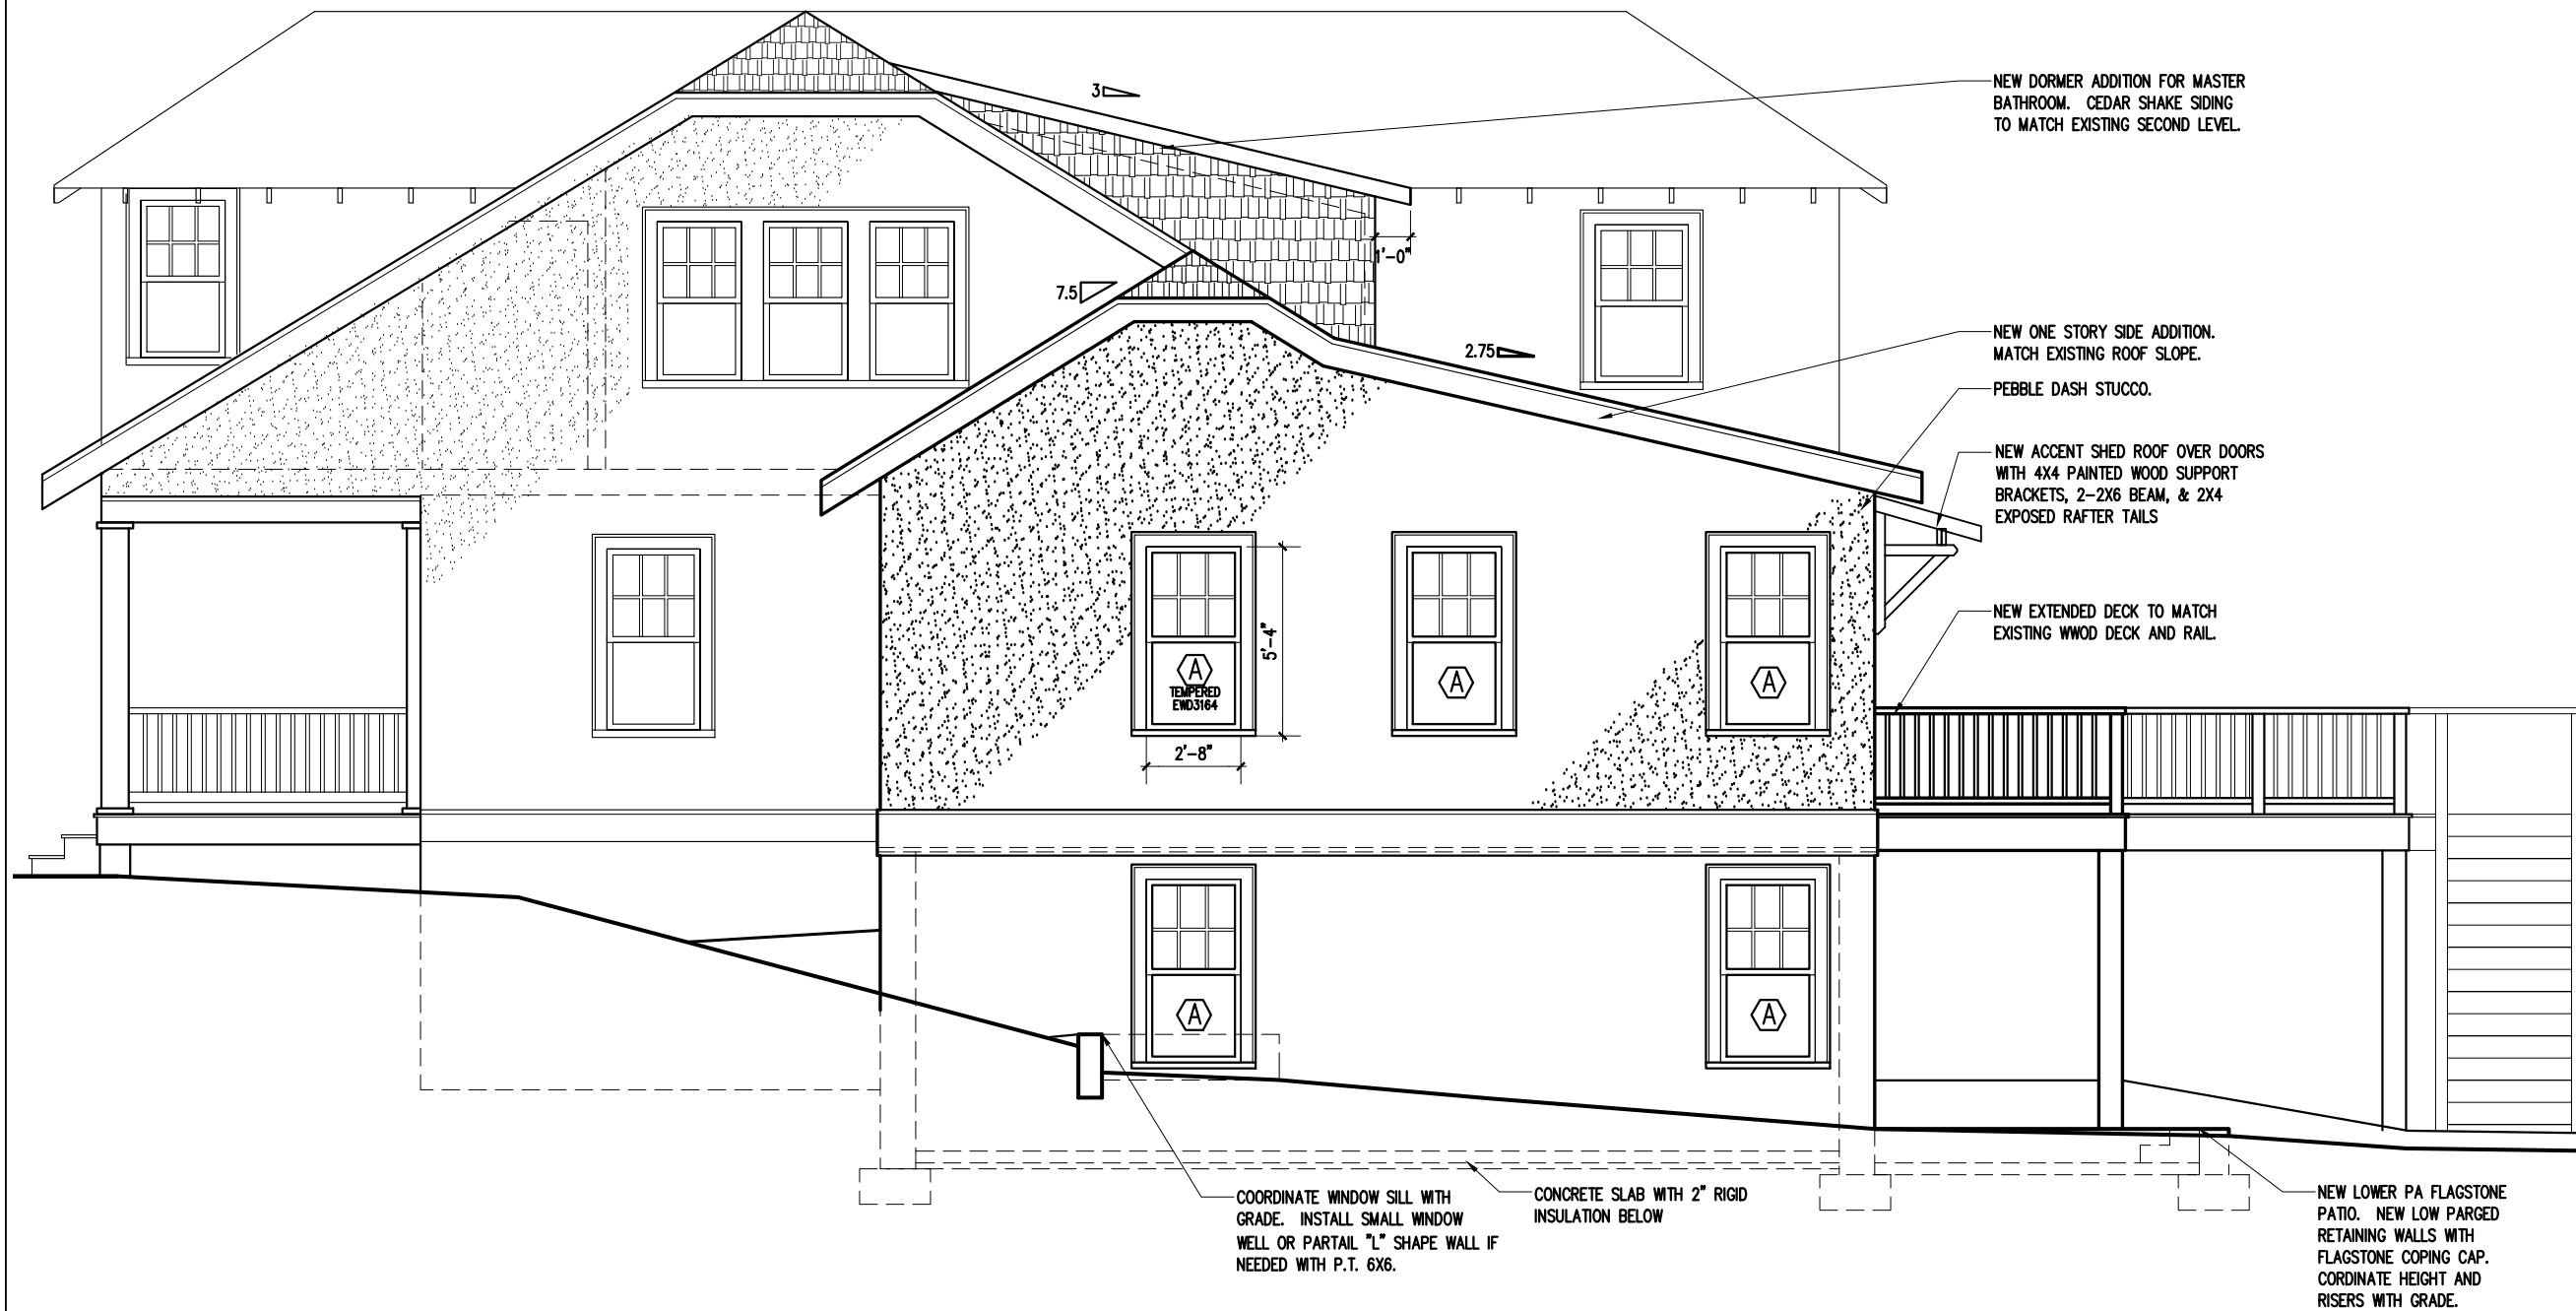 NEW DORMER ADDITION FOR MASTER
BATHROOM. CEDAR SHAKE SIDING
TO MATCH EXISTING SECOND LEVEL.
3
1'-0"
7.5
2.75
NEW ONE STORY SIDE ADDITION.
MATCH EXISTING ROOF SLOPE.
PEBBLE DASH STUCCO.
NEW ACCENT SHED ROOF OVER DOORS
WITH 4X4 PAINTED WOOD SUPPORT
BRACKETS, 2-2X6 BEAM, & 2X4
EXPOSED RAFTER TAILS
NEW EXTENDED DECK TO MATCH
EXISTING WWOD DECK AND RAIL.
5'-4"
A
TEMPERED
EWD3164
A
A
2'-8"
A
A
COORDINATE WINDOW SILL WITH
GRADE. INSTALL SMALL WINDOW
WELL OR PARTAIL "L" SHAPE WALL IF
NEEDED WITH P.T. 6X6.
CONCRETE SLAB WITH 2" RIGID
INSULATION BELOW
NEW LOWER PA FLAGSTONE
PATIO. NEW LOW PARGED
RETAINING WALLS WITH
FLAGSTONE COPING CAP.
CORDINATE HEIGHT AND
RISERS WITH GRADE.